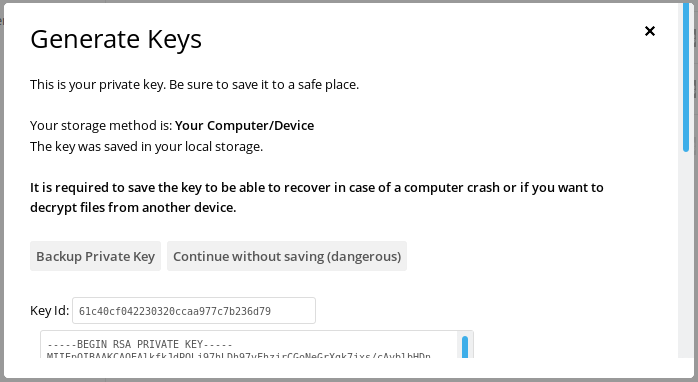 Generate Keys
×
This is your private key. Be sure to save it to a safe place.
Your storage method is: Your Computer/Device
The key was saved in your local storage.
It is required to save the key to be able to recover in case of a computer crash or if you want to
decrypt files from another device.
Backup Private Key
Continue without saving (dangerous)
Key Id: 61c40cf042230320ccaa977c7b236d79
-----BEGIN RSA PRIVATE KEY-----